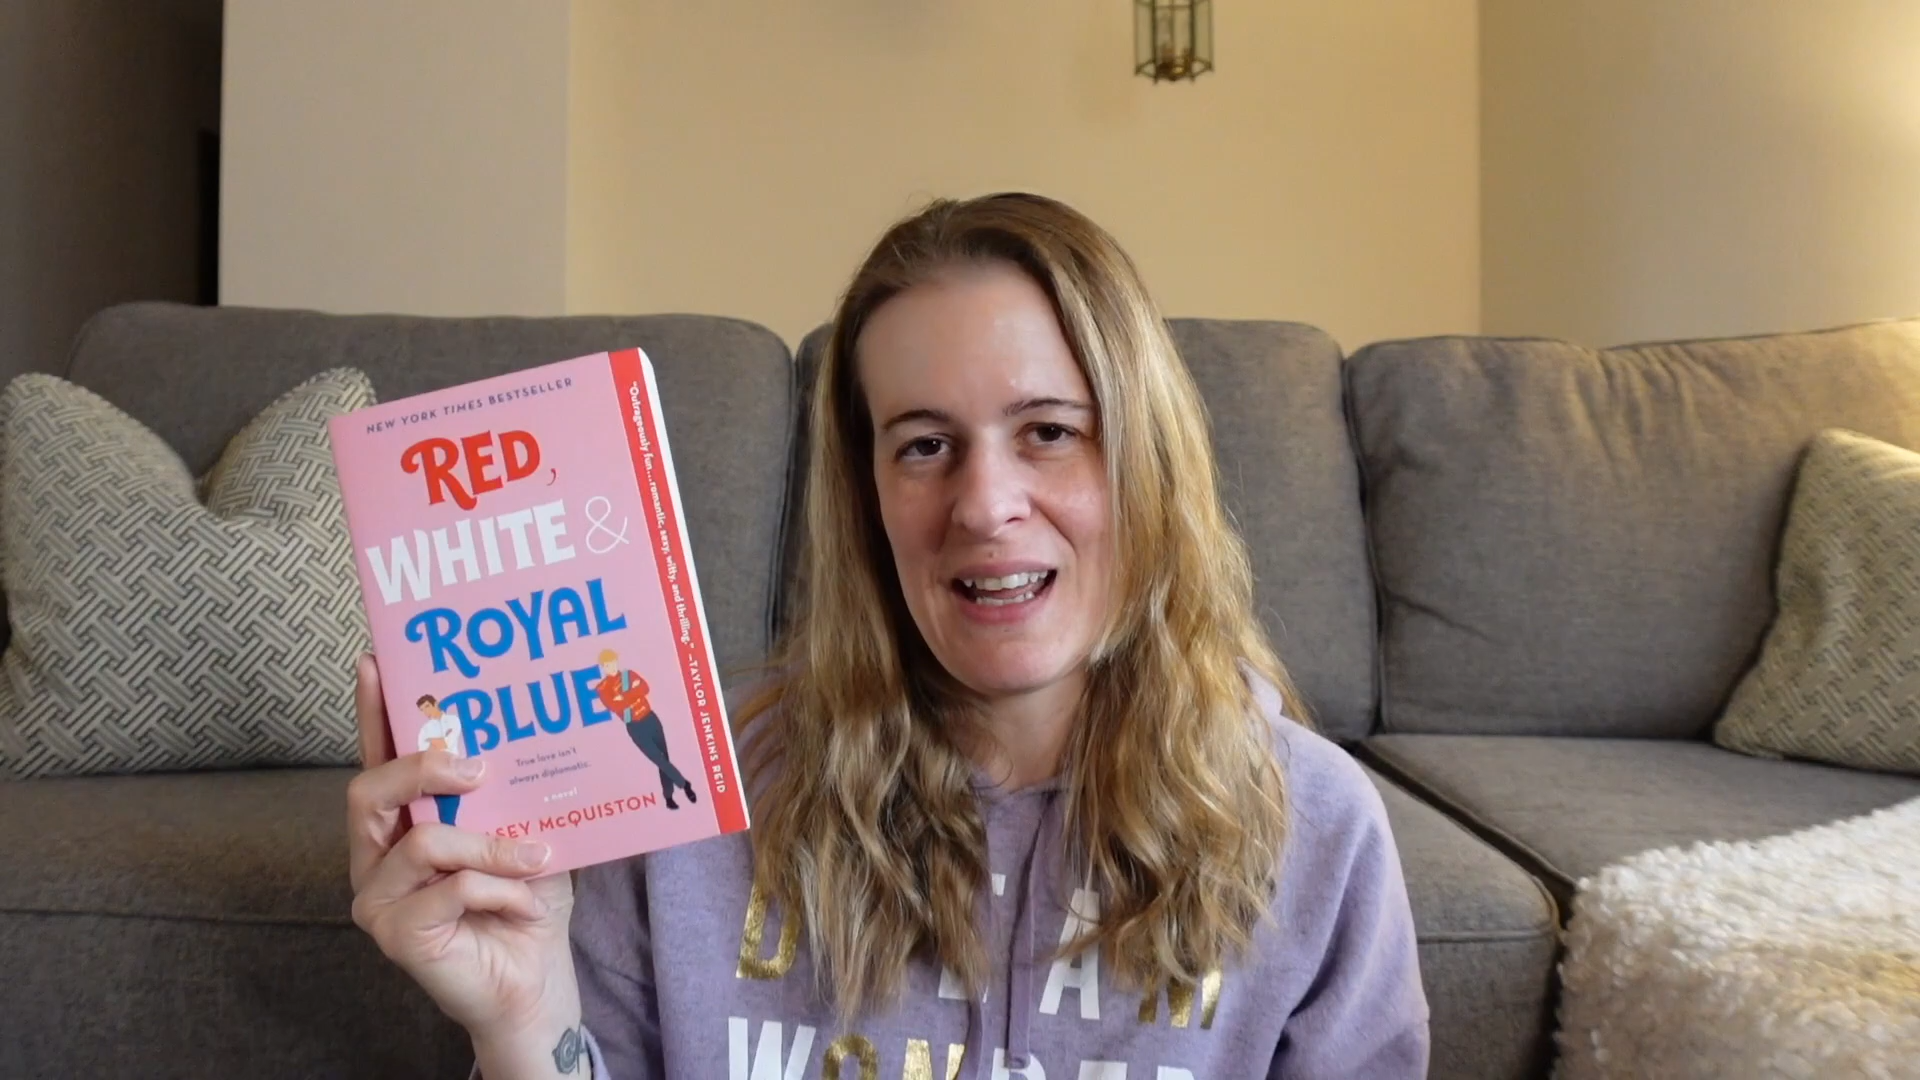 NEW YORK TIMES BESTSELLER
RED,
WHITE &
ROYAL
BLUE
True love isn't
always diplomatic.
a novel
ASEY McQUISTON
"Outrageously fun...romantic, sexy, witty, and thrilling." —TAYLOR JENKINS REID